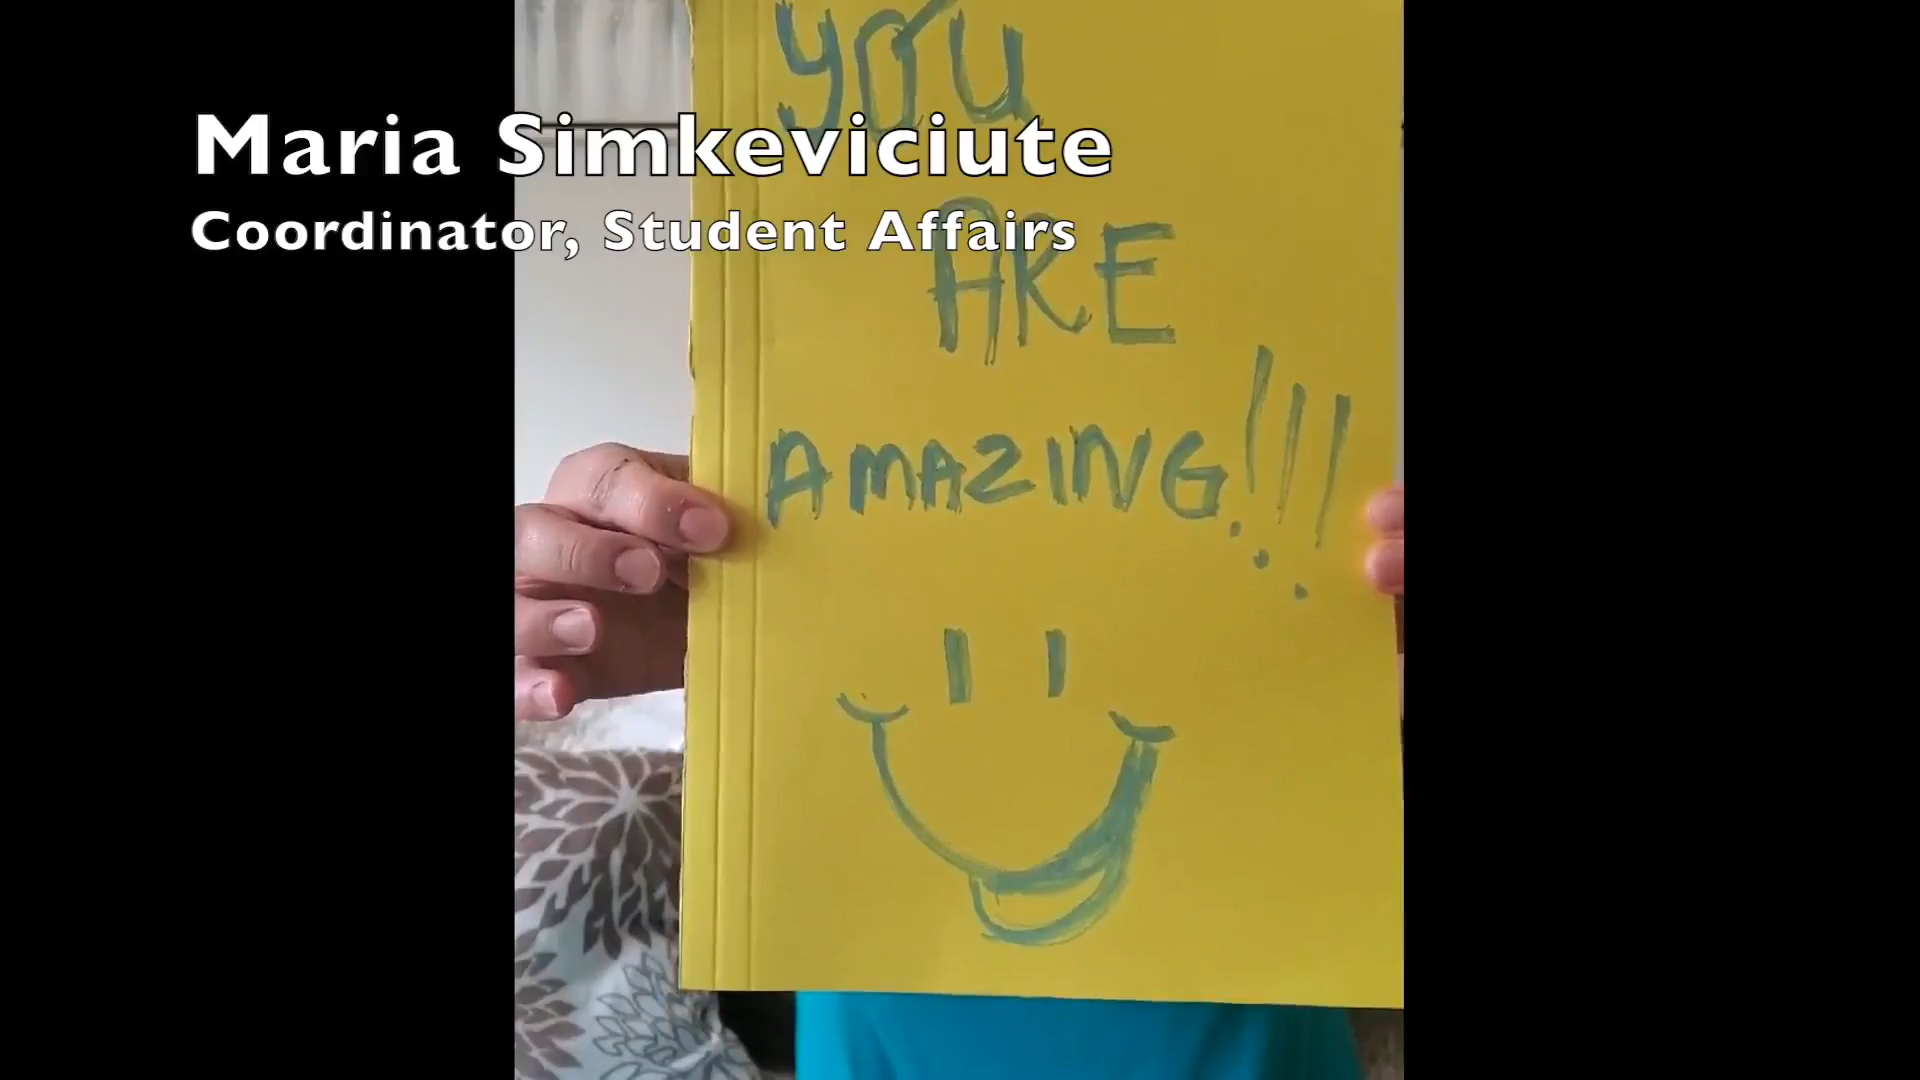 YOU
Maria Simkeviciute
Coordinator, Student Affairs
ARE
AMAZING!!!